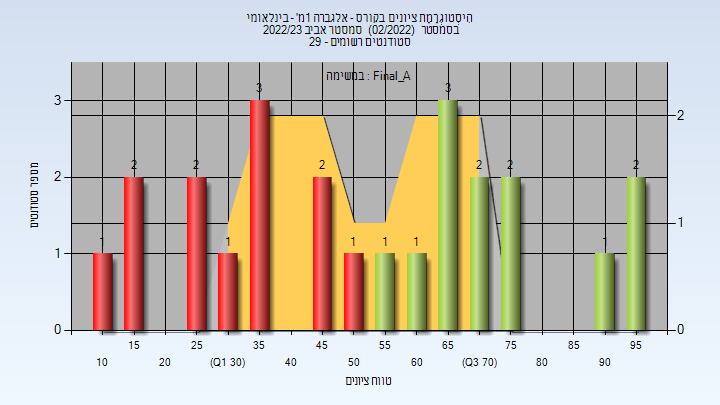 היסטוגרמת ציונים בקורס - אלגברה 1מ' - בינלאומי
בסמסטר (02/2022) סמסטר אביב 2022/23
סטודנטים רשומים - 29
במשימה : Final_A
מספר סטודנטים
3
2
1
0
2
1
0
1
2
2
1
3
2
1
1
1
3
2
2
1
2
15 25 35 45 55 65 75 85 95
10 20 (Q1 30) 40 50 60 (Q3 70) 80 90
טווח ציונים